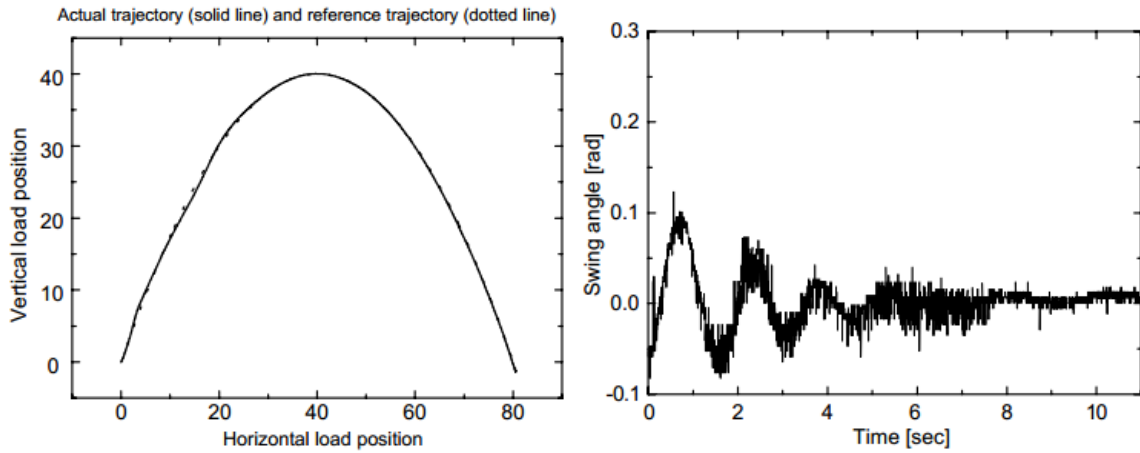 Actual trajectory (solid line) and reference trajectory (dotted line)
Vertical load position
40
30
20
10
0
0 20 40 60 80
Horizontal load position
Swing angle [rad]
0.3
0.2
0.1
0.0
-0.1
0 2 4 6 8 10
Time [sec]